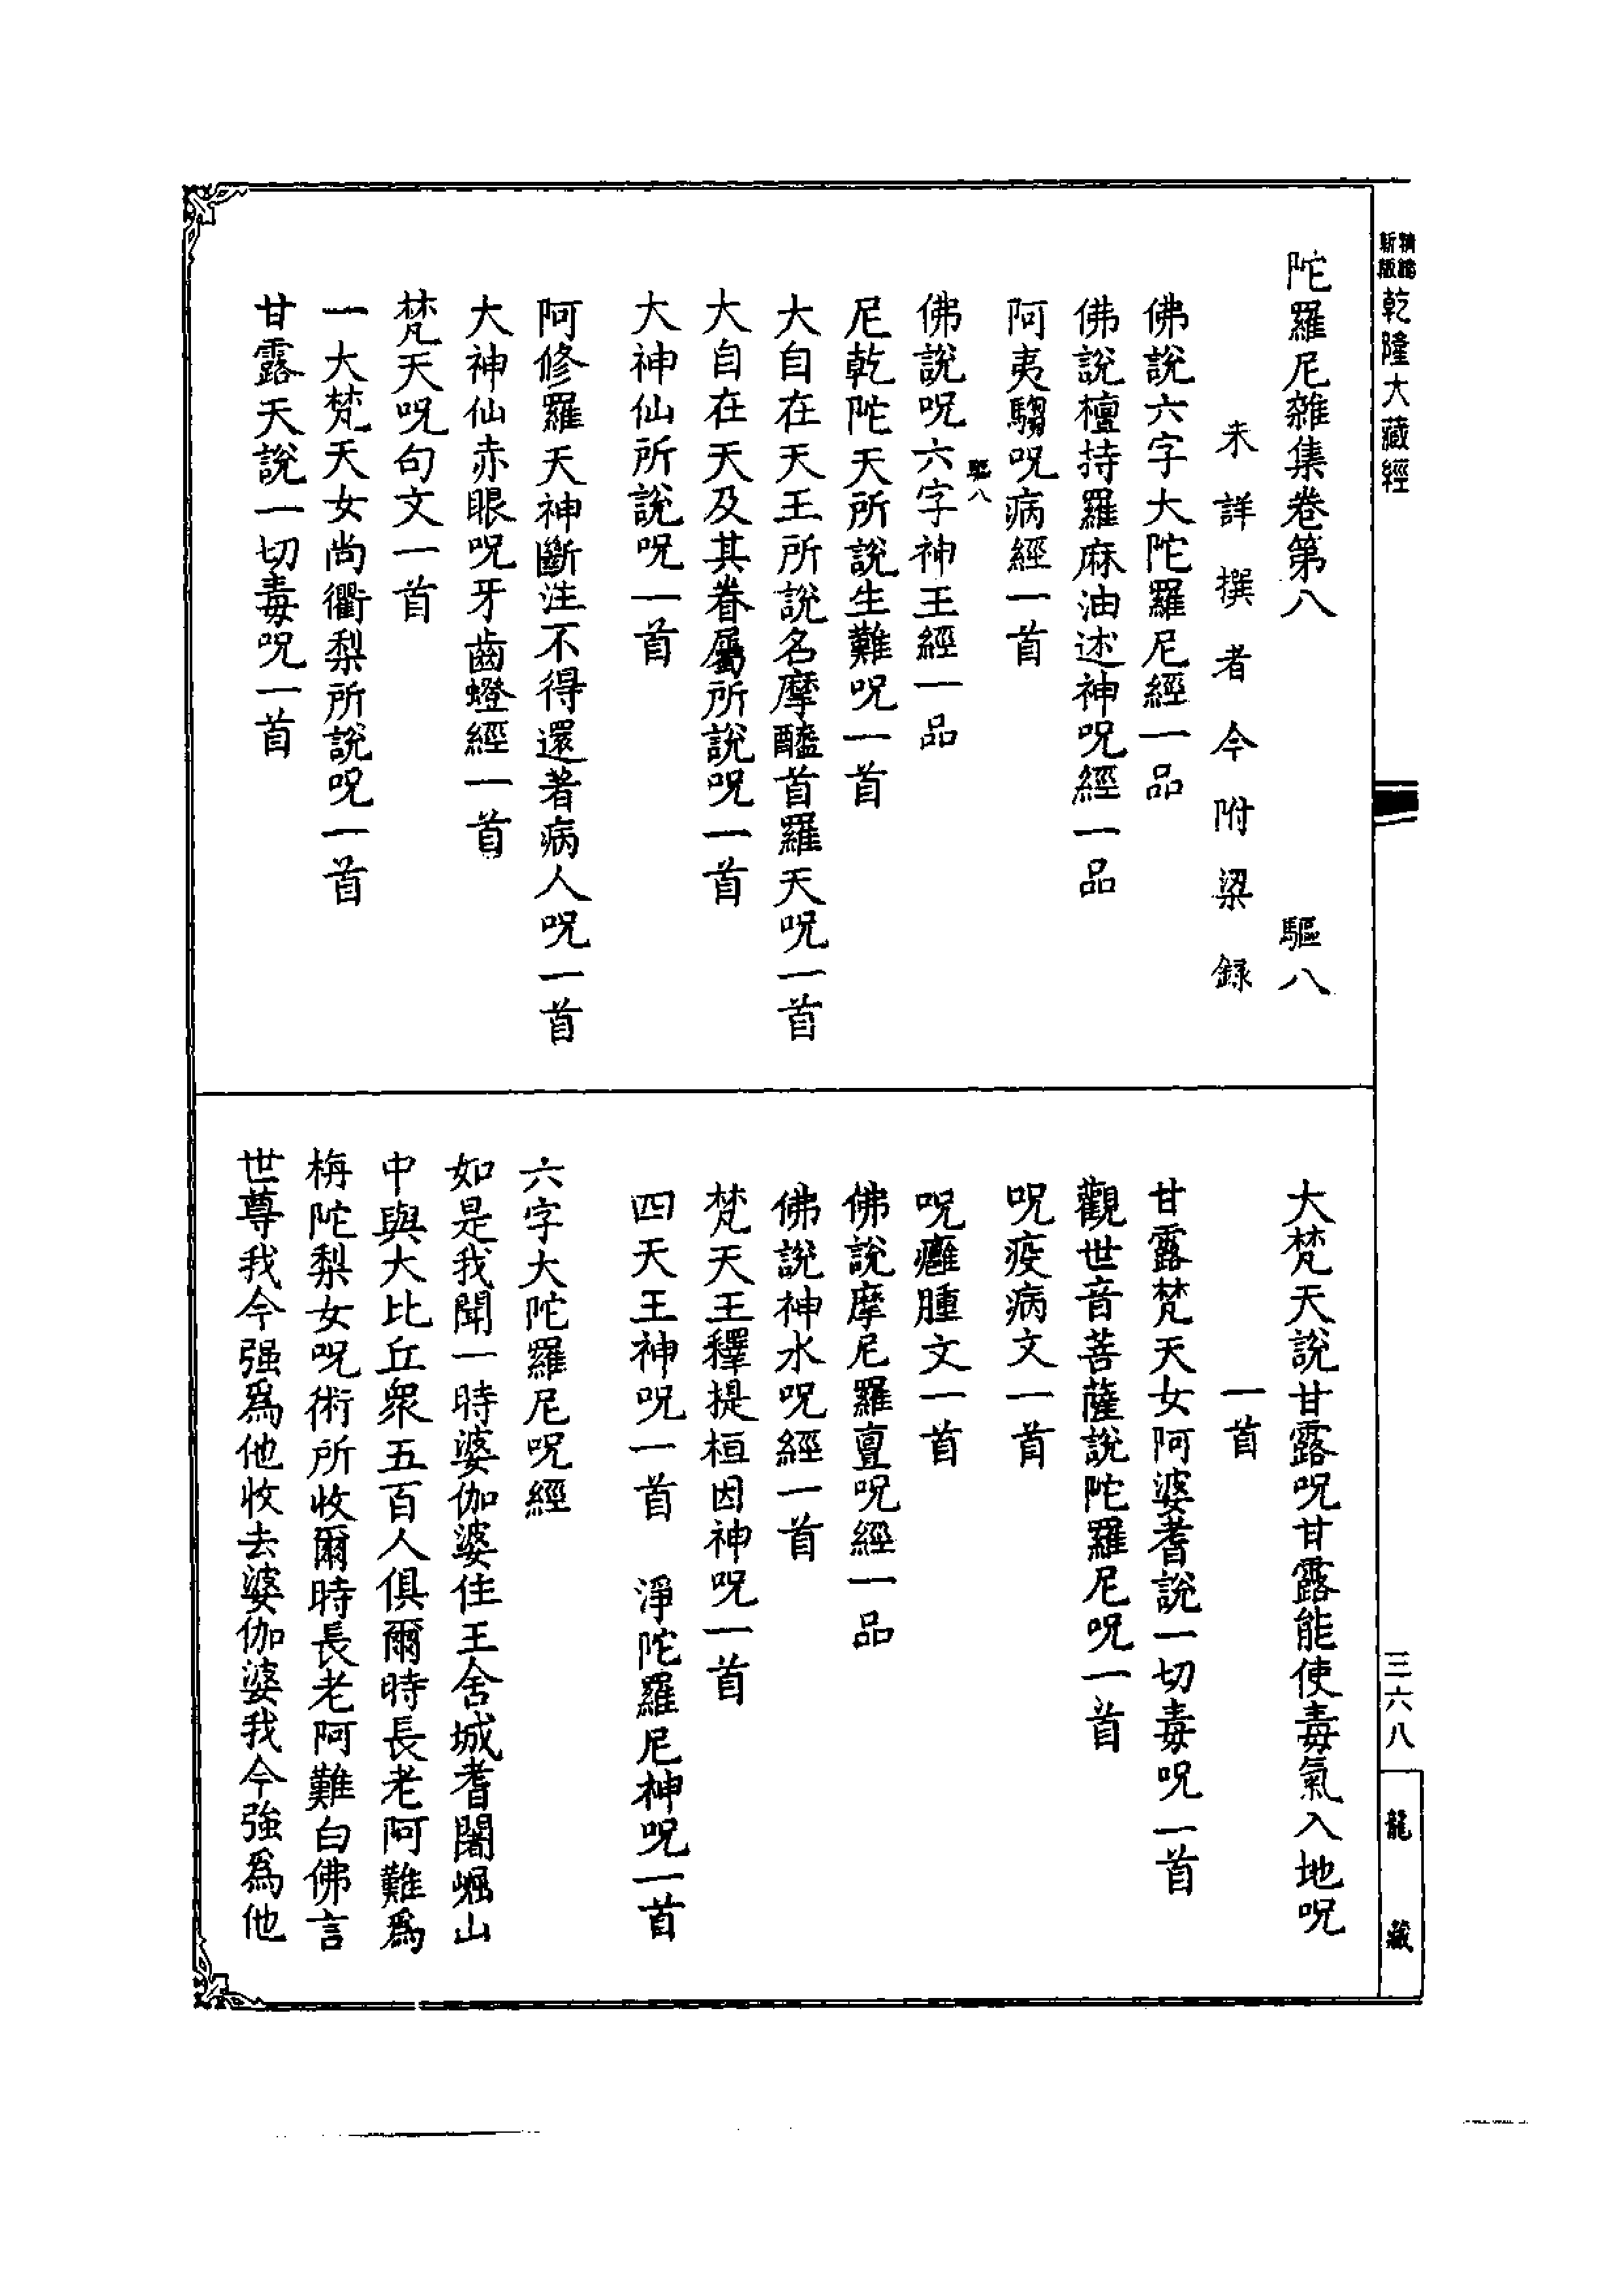 新版精縮乾隆大藏經
陀羅尼雜集卷第八 驅八
未詳撰者今附梁錄
佛說六字大陀羅尼經一品
佛說檀持羅麻油述神呪經一品
阿夷騶呪病經一首
驅八
佛說呪六字神王經一品
尼乾陀天所說生難呪一首
大自在天王所說名摩醯首羅天呪一首
大自在天及其眷屬所說呪一首
大神仙所說呪一首
阿修羅天神斷注不得還著病人呪一首
大神仙赤眼呪牙齒蠽經一首
梵天呪句文一首
一大梵天女尚衢梨所說呪一首
甘露天說一切毒呪一首
大梵天說甘露呪甘露能使毒氣入地呪
一首
甘露梵天女阿婆耆說一切毒呪一首
觀世音菩薩說陀羅尼呪一首
呪疫病文一首
呪癰腫文一首
佛說摩尼羅亶呪經一品
佛說神水呪經一首
梵天王釋提桓因神呪一首
四天王神呪一首 淨陀羅尼神呪一首
六字大陀羅尼呪經
如是我聞一時婆伽婆住王舍城耆闍崛山
中與大比丘衆五百人俱爾時長老阿難爲
栴陀梨女呪術所收爾時長老阿難白佛言
世尊我今强爲他收去婆伽婆我今強爲他
三六八
龍藏